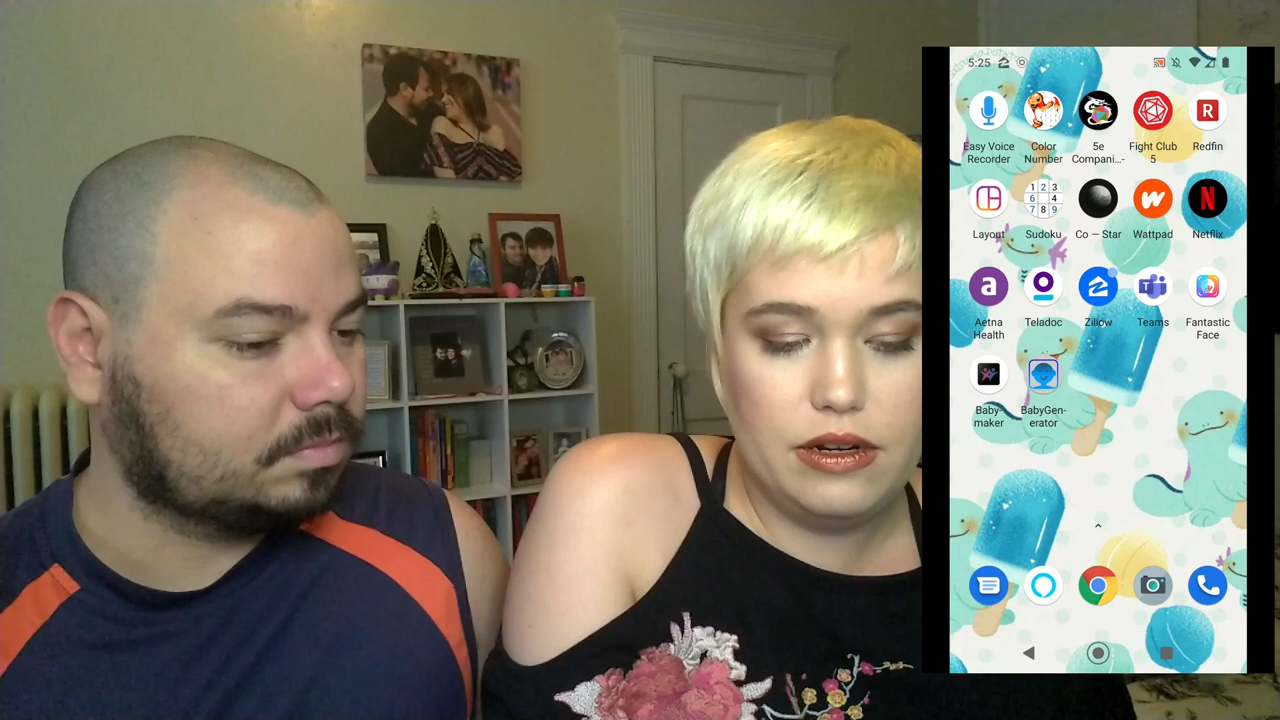 5:25
Easy Voice
Recorder
Color
Number
5e
Compani...
Fight Club
5
R
Redfin
Layout
1 2 3
6 4
7 8 9
Sudoku
Co – Star
W
Wattpad
N
Netflix
a
Aetna
Health
Teladoc
Z
Zillow
T
Teams
Fantastic
Face
Baby-
maker
BabyGen-
erator